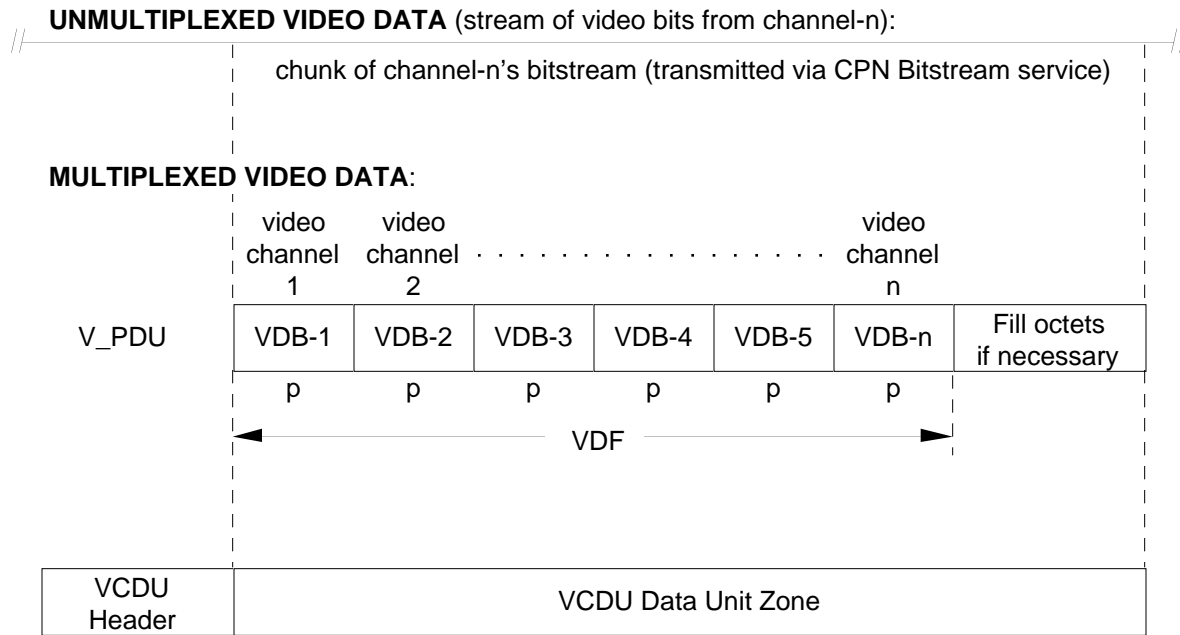 UNMULTIPLEXED VIDEO DATA (stream of video bits from channel-n):
chunk of channel-n's bitstream (transmitted via CPN Bitstream service)
MULTIPLEXED VIDEO DATA:
video video video
channel channel . . . . . . . . . . . . . . . . . channel
1 2 n
V_PDU VDB-1 VDB-2 VDB-3 VDB-4 VDB-5 VDB-n Fill octets
if necessary
p p p p p p
VDF
VCDU
Header
VCDU Data Unit Zone